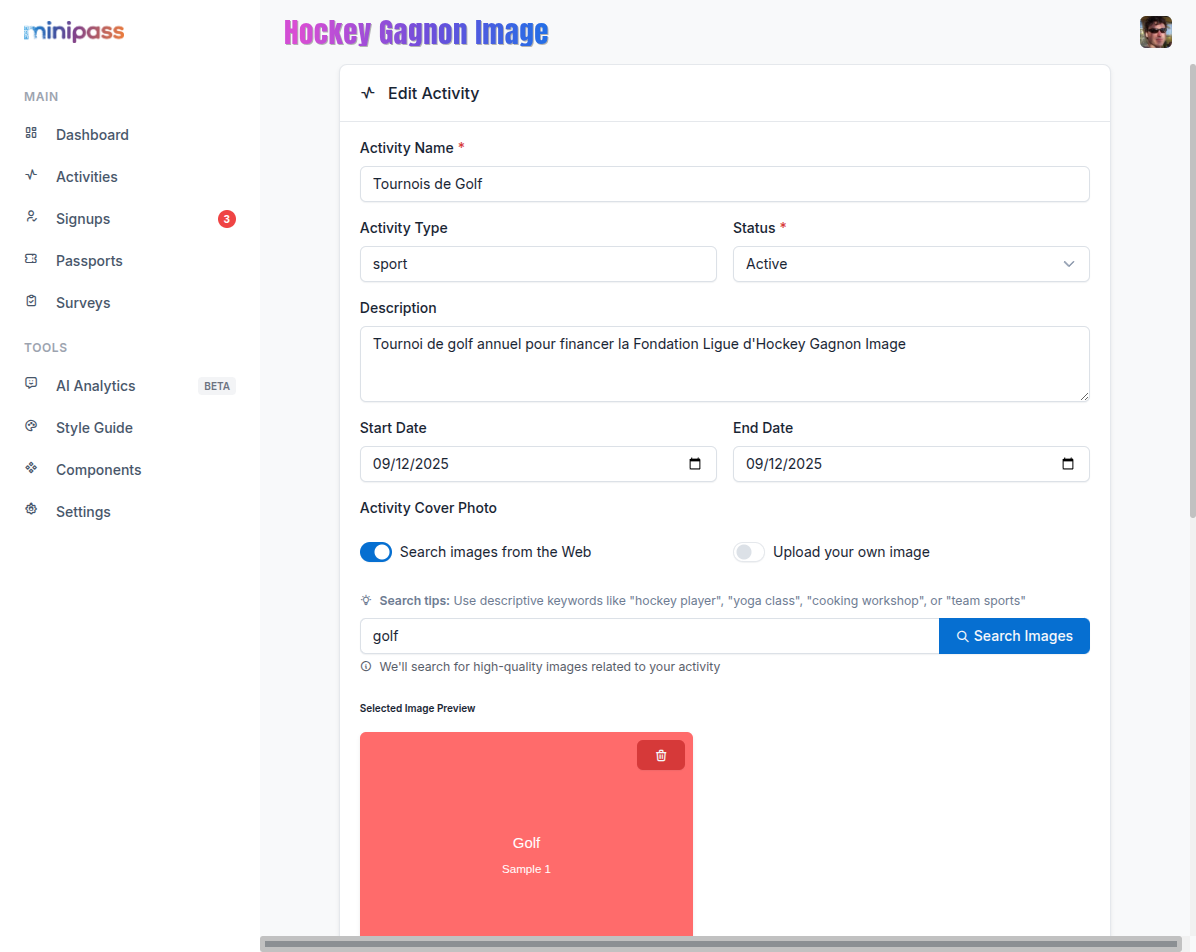 minipass
Hockey Gagnon Image
MAIN
Dashboard
Activities
Signups 3
Passports
Surveys
TOOLS
AI Analytics BETA
Style Guide
Components
Settings
Edit Activity
Activity Name *
Tournois de Golf
Activity Type Status *
sport Active
Description
Tournoi de golf annuel pour financer la Fondation Ligue d'Hockey Gagnon Image
Start Date End Date
09/12/2025 09/12/2025
Activity Cover Photo
Search images from the Web Upload your own image
Search tips: Use descriptive keywords like "hockey player", "yoga class", "cooking workshop", or "team sports"
golf Search Images
We'll search for high-quality images related to your activity
Selected Image Preview
Golf
Sample 1